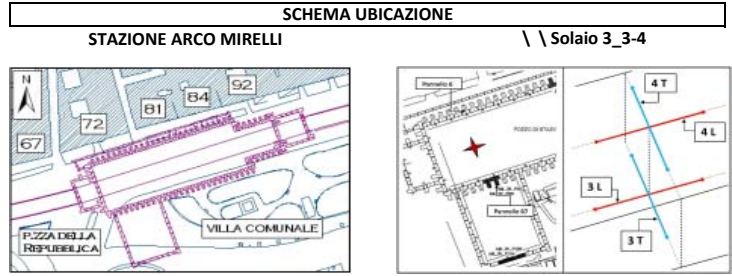 SCHEMA UBICAZIONE
STAZIONE ARCO MIRELLI
\ \ Solaio 3_3-4
N
67
72
81
84
92
P.ZZA DELLA
REPUBBLICA
VILLA COMUNALE
Pannello 6
Pannello 67
4 T
4 L
3 L
3 T